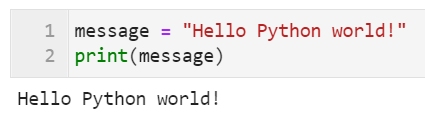 1 message = "Hello Python world!"
2 print(message)
Hello Python world!